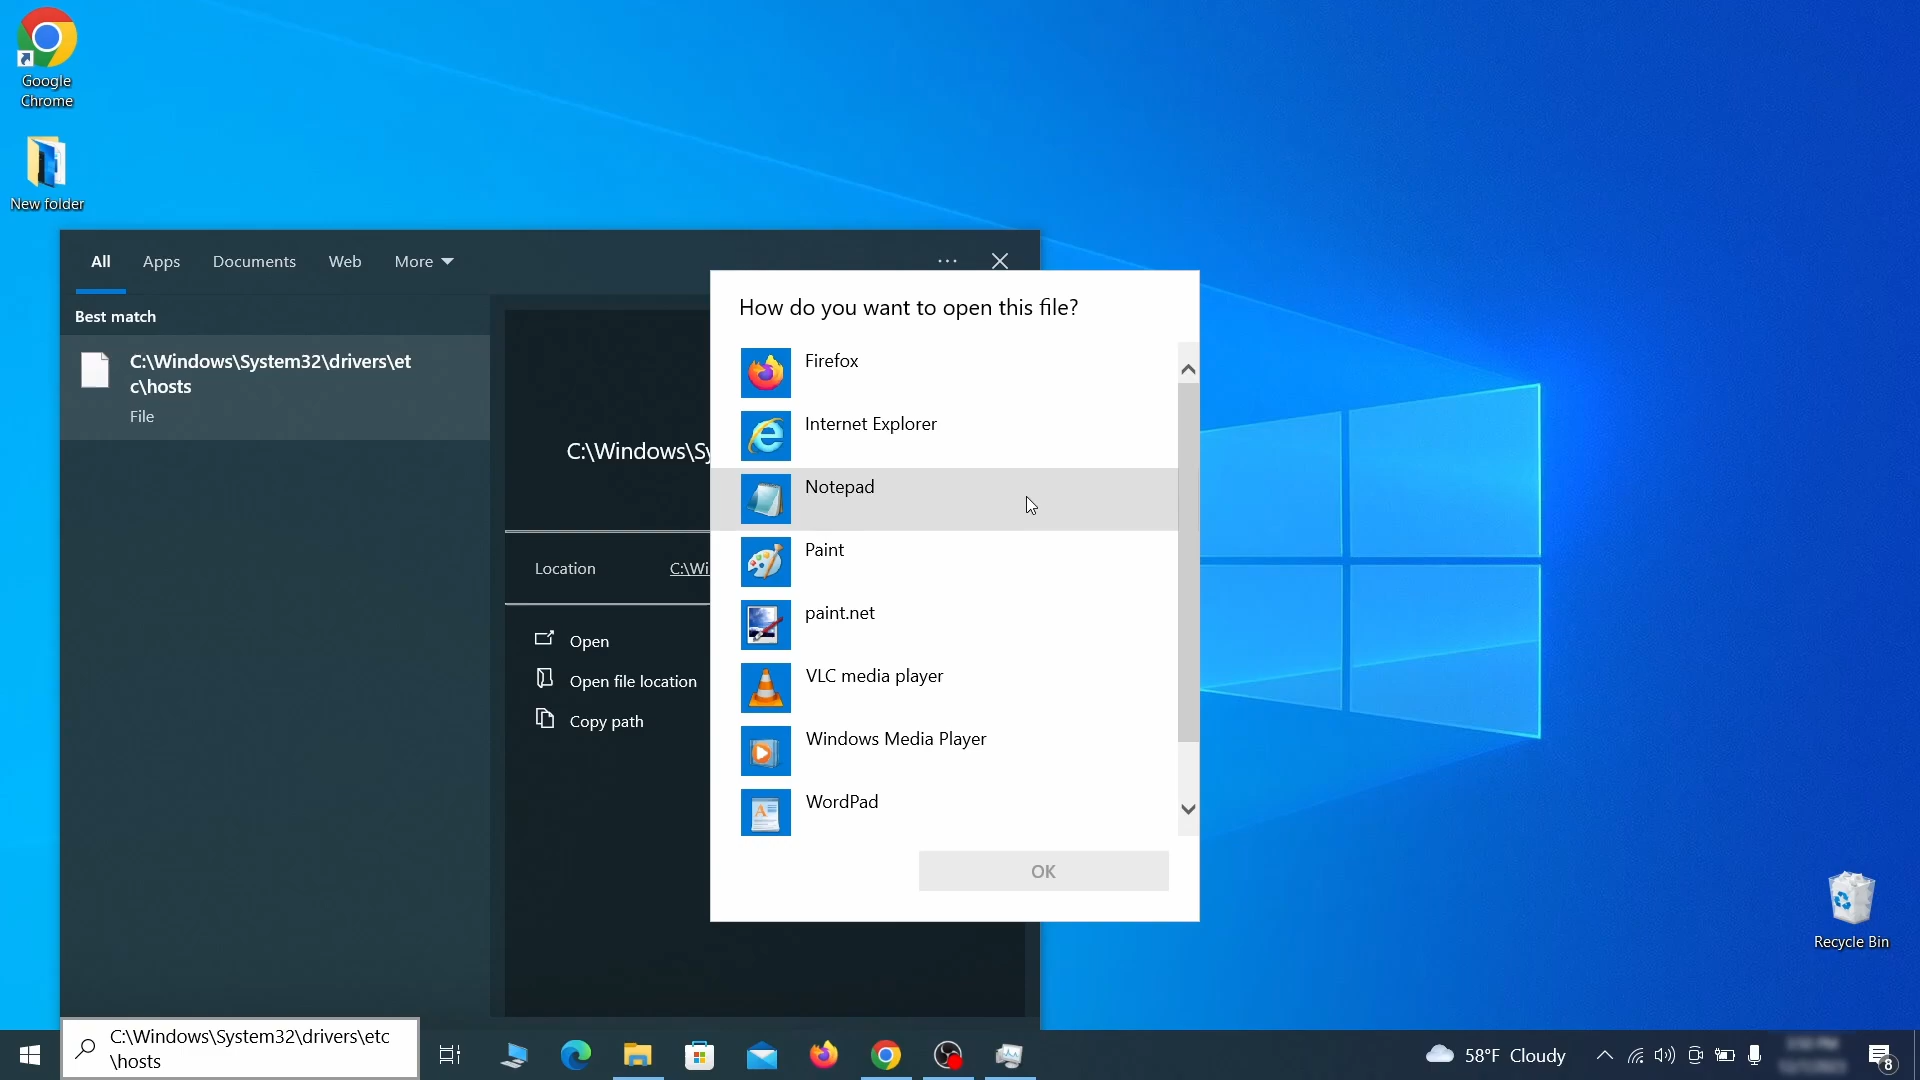 Google
Chrome
New folder
All
Apps
Documents
Web
More
Best match
C:\Windows\System32\drivers\et
c\hosts
File
C:\Windows\Sy
Location
C:\Wi
Open
Open file location
Copy path
How do you want to open this file?
Firefox
Internet Explorer
Notepad
Paint
paint.net
VLC media player
Windows Media Player
WordPad
OK
Recycle Bin
C:\Windows\System32\drivers\etc
\hosts
58°F Cloudy
8